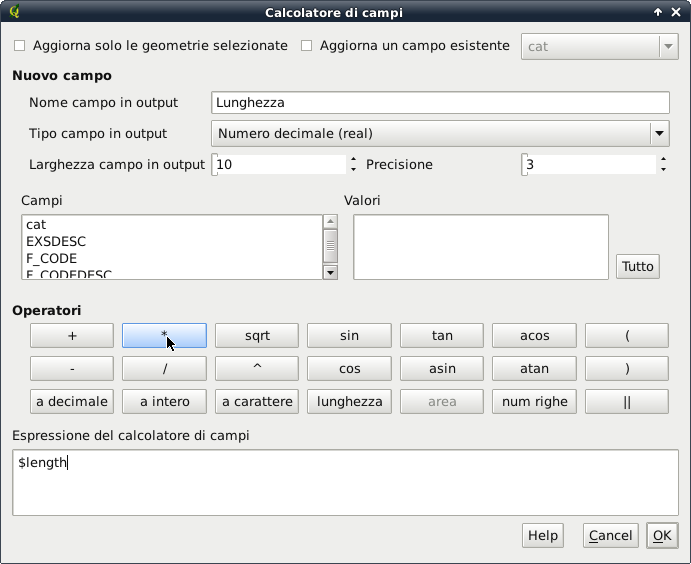 Calcolatore di campi
Aggiorna solo le geometrie selezionate Aggiorna un campo esistente cat
Nuovo campo
Nome campo in output Lunghezza
Tipo campo in output Numero decimale (real)
Larghezza campo in output 10 Precisione 3
Campi Valori
cat
EXSDESC
F_CODE
F_CODEDESC
Tutto
Operatori
+ * sqrt sin tan acos (
- / ^ cos asin atan )
a decimale a intero a carattere lunghezza area num righe ||
Espressione del calcolatore di campi
$length
Help Cancel OK